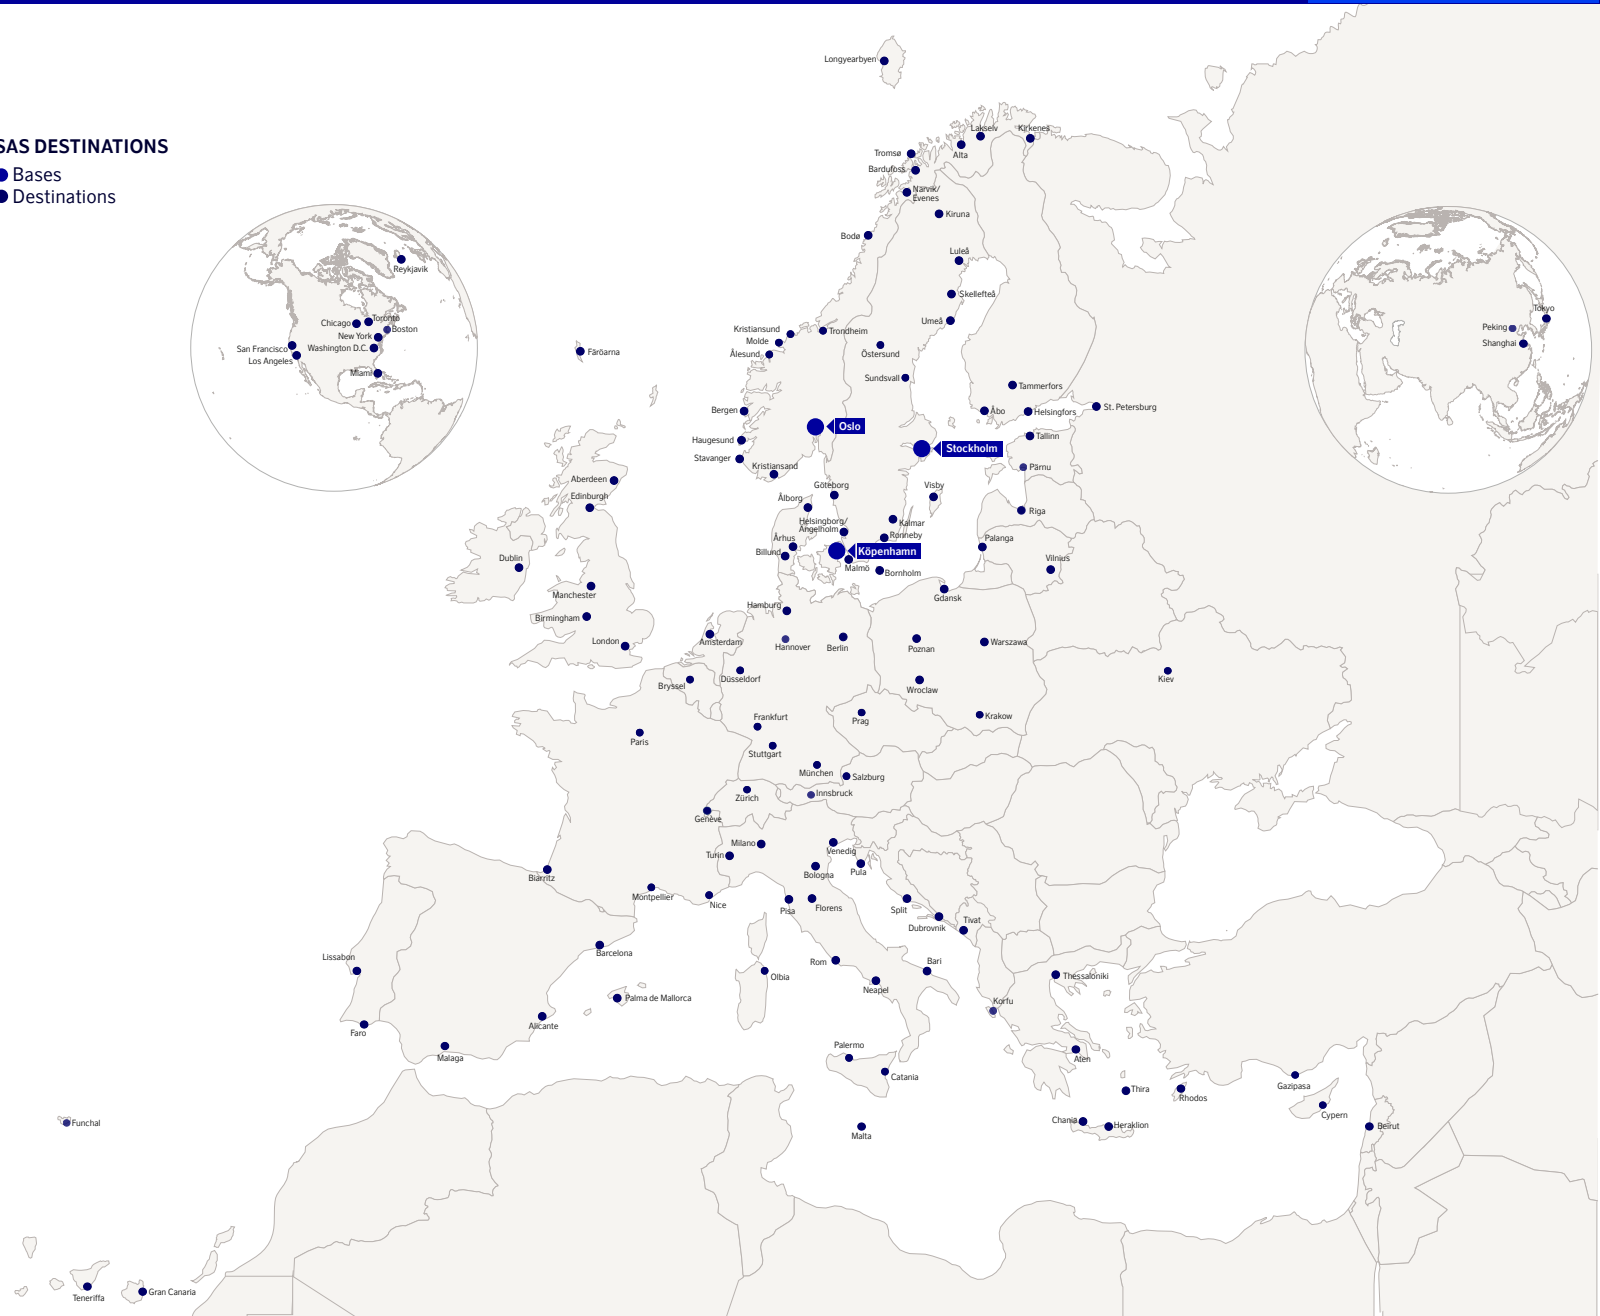 Longyearbyen
SAS DESTINATIONS
Bases
Destinations
Lakselv
Kirkenes
Alta
Tromsø
Bardufoss
Narvik/
Evenes
Kiruna
Bodø
Luleå
Skellefteå
Umeå
Reykjavik
Toronto
Chicago
Boston
New York
Washington D.C.
San Francisco
Los Angeles
Miami
Tokyo
Peking
Shanghai
Kristiansund
Trondheim
Molde
Ålesund
Östersund
Färöarna
Sundsvall
Tammerfors
Bergen
Åbo
Helsingfors
St. Petersburg
Oslo
Haugesund
Tallinn
Stockholm
Stavanger
Kristiansand
Pärnu
Aberdeen
Göteborg
Visby
Edinburgh
Ålborg
Riga
Helsingborg/
Ängelholm
Kalmar
Ronneby
Århus
Palanga
Billund
Köpenhamn
Dublin
Malmö
Bornholm
Vilnius
Manchester
Gdansk
Hamburg
Birmingham
London
Amsterdam
Hannover
Berlin
Poznan
Warszawa
Bryssel
Düsseldorf
Wroclaw
Kiev
Frankfurt
Prag
Krakow
Paris
Stuttgart
München
Salzburg
Zürich
Innsbruck
Genève
Milano
Venedig
Turin
Bologna
Pula
Biarritz
Montpellier
Nice
Pisa
Florens
Split
Dubrovnik
Tivat
Lissabon
Barcelona
Rom
Bari
Olbia
Neapel
Thessaloniki
Palma de Mallorca
Korfu
Faro
Alicante
Malaga
Palermo
Aten
Catania
Thira
Rhodos
Gazipasa
Cypern
Funchal
Chania
Heraklion
Beirut
Malta
Teneriffa
Gran Canaria